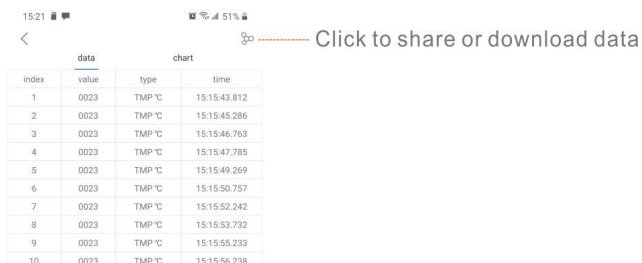 15:21 51%
Click to share or download data
data chart
index value type time
1 0023 TMP℃ 15:15:43.812
2 0023 TMP℃ 15:15:45.286
3 0023 TMP℃ 15:15:46.763
4 0023 TMP℃ 15:15:47.785
5 0023 TMP℃ 15:15:49.269
6 0023 TMP℃ 15:15:50.757
7 0023 TMP℃ 15:15:52.242
8 0023 TMP℃ 15:15:53.732
9 0023 TMP℃ 15:15:55.233
10 0023 TMP℃ 15:15:56.238